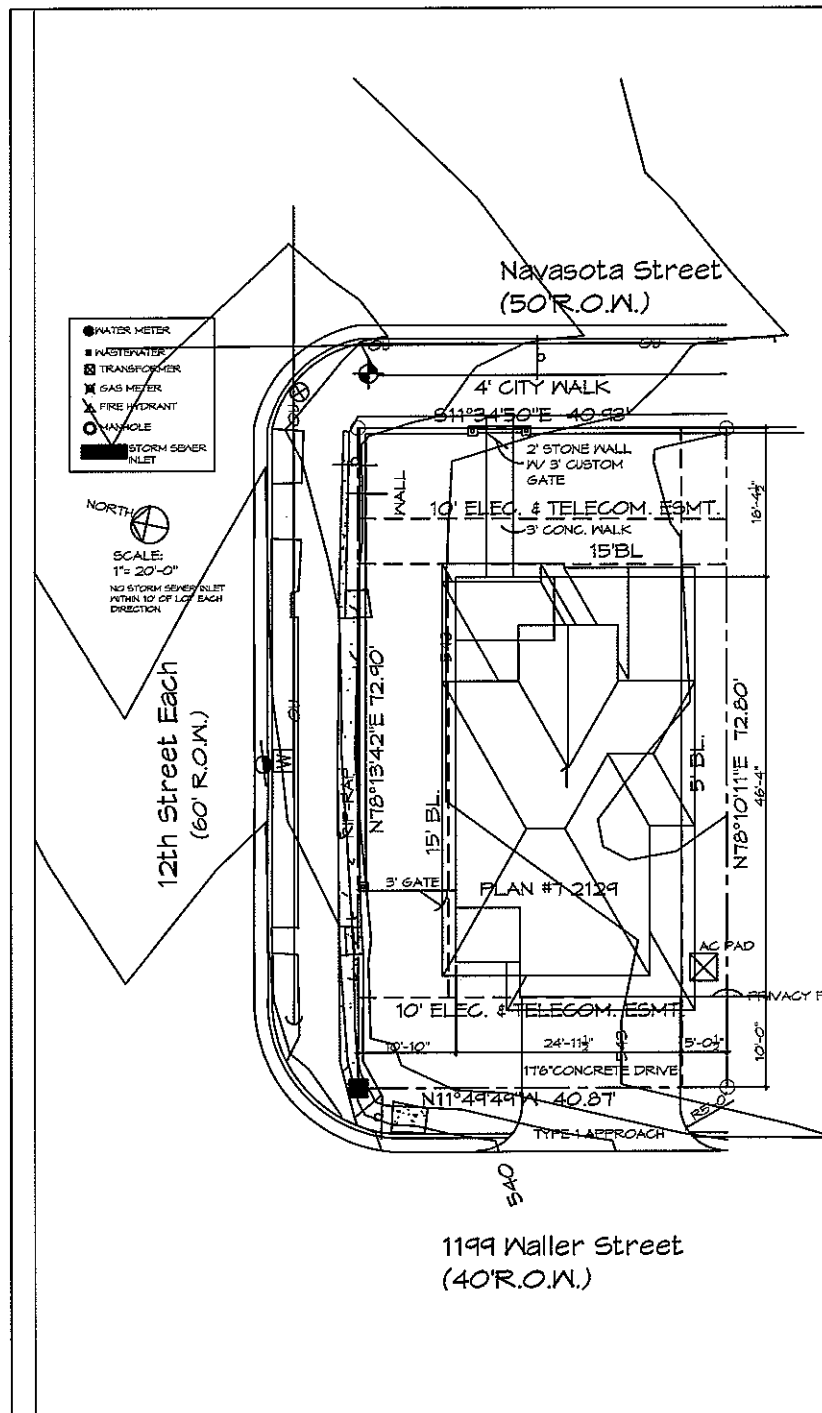 Navasota Street
(50'R.O.W.)
WATER METER
WASTEWATER
TRANSFORMER
GAS METER
FIRE HYDRANT
MANHOLE
STORM SEWER
INLET
4' CITY WALK
S11°34'50"E 40.93'
2' STONE WALL
W/ 3' CUSTOM
GATE
WALL
10' ELEC. & TELECOM. ESMT.
3' CONC. WALK
15'BL
18'-4½"
NORTH
SCALE:
1"= 20'-0"
NO STORM SEWER INLET
WITHIN 10' OF LOT EACH
DIRECTION
543
12th Street Each
(60' R.O.W.)
W
RIP-RAP
N78°13'42"E 72.90'
15' BL.
5' BL.
N78°10'11"E 72.80'
46'-4"
3' GATE
PLAN #7.2129
AC PAD
PRIVACY F
10' ELEC. & TELECOM. ESMT.
10'-10"
24'-11½"
543
5'-0½"
10'-0"
17'6"CONCRETE DRIVE
N11°49'49"W 40.87'
R5'-0"
TYPE-1 APPROACH
540
1199 Waller Street
(40'R.O.W.)